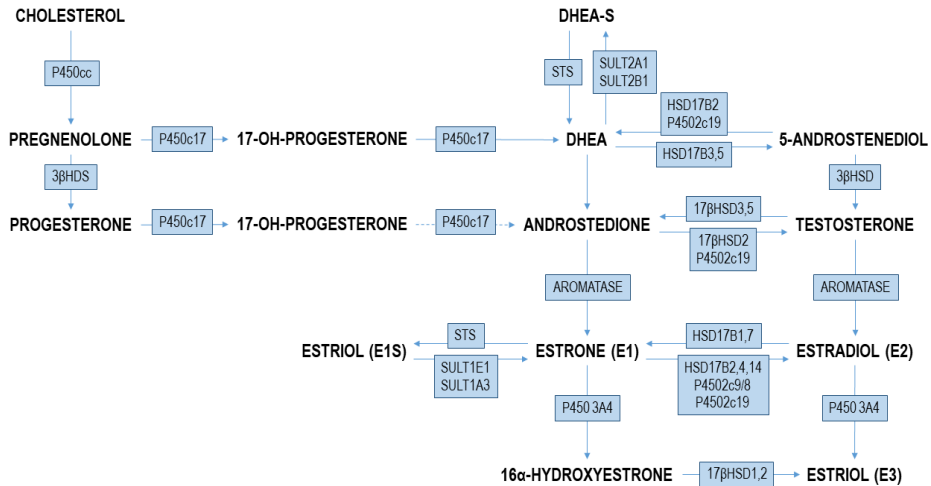 CHOLESTEROL
DHEA-S
P450cc
STS
SULT2A1
SULT2B1
HSD17B2
P4502c19
PREGNENOLONE
P450c17
17-OH-PROGESTERONE
P450c17
DHEA
HSD17B3,5
5-ANDROSTENEDIOL
3βHDS
3βHSD
PROGESTERONE
P450c17
17-OH-PROGESTERONE
P450c17
ANDROSTEDIONE
17βHSD3,5
17βHSD2
P4502c19
TESTOSTERONE
AROMATASE
AROMATASE
ESTRIOL (E1S)
STS
SULT1E1
SULT1A3
ESTRONE (E1)
HSD17B1,7
HSD17B2,4,14
P4502c9/8
P4502c19
ESTRADIOL (E2)
P450 3A4
P450 3A4
16α-HYDROXYESTRONE
17βHSD1,2
ESTRIOL (E3)